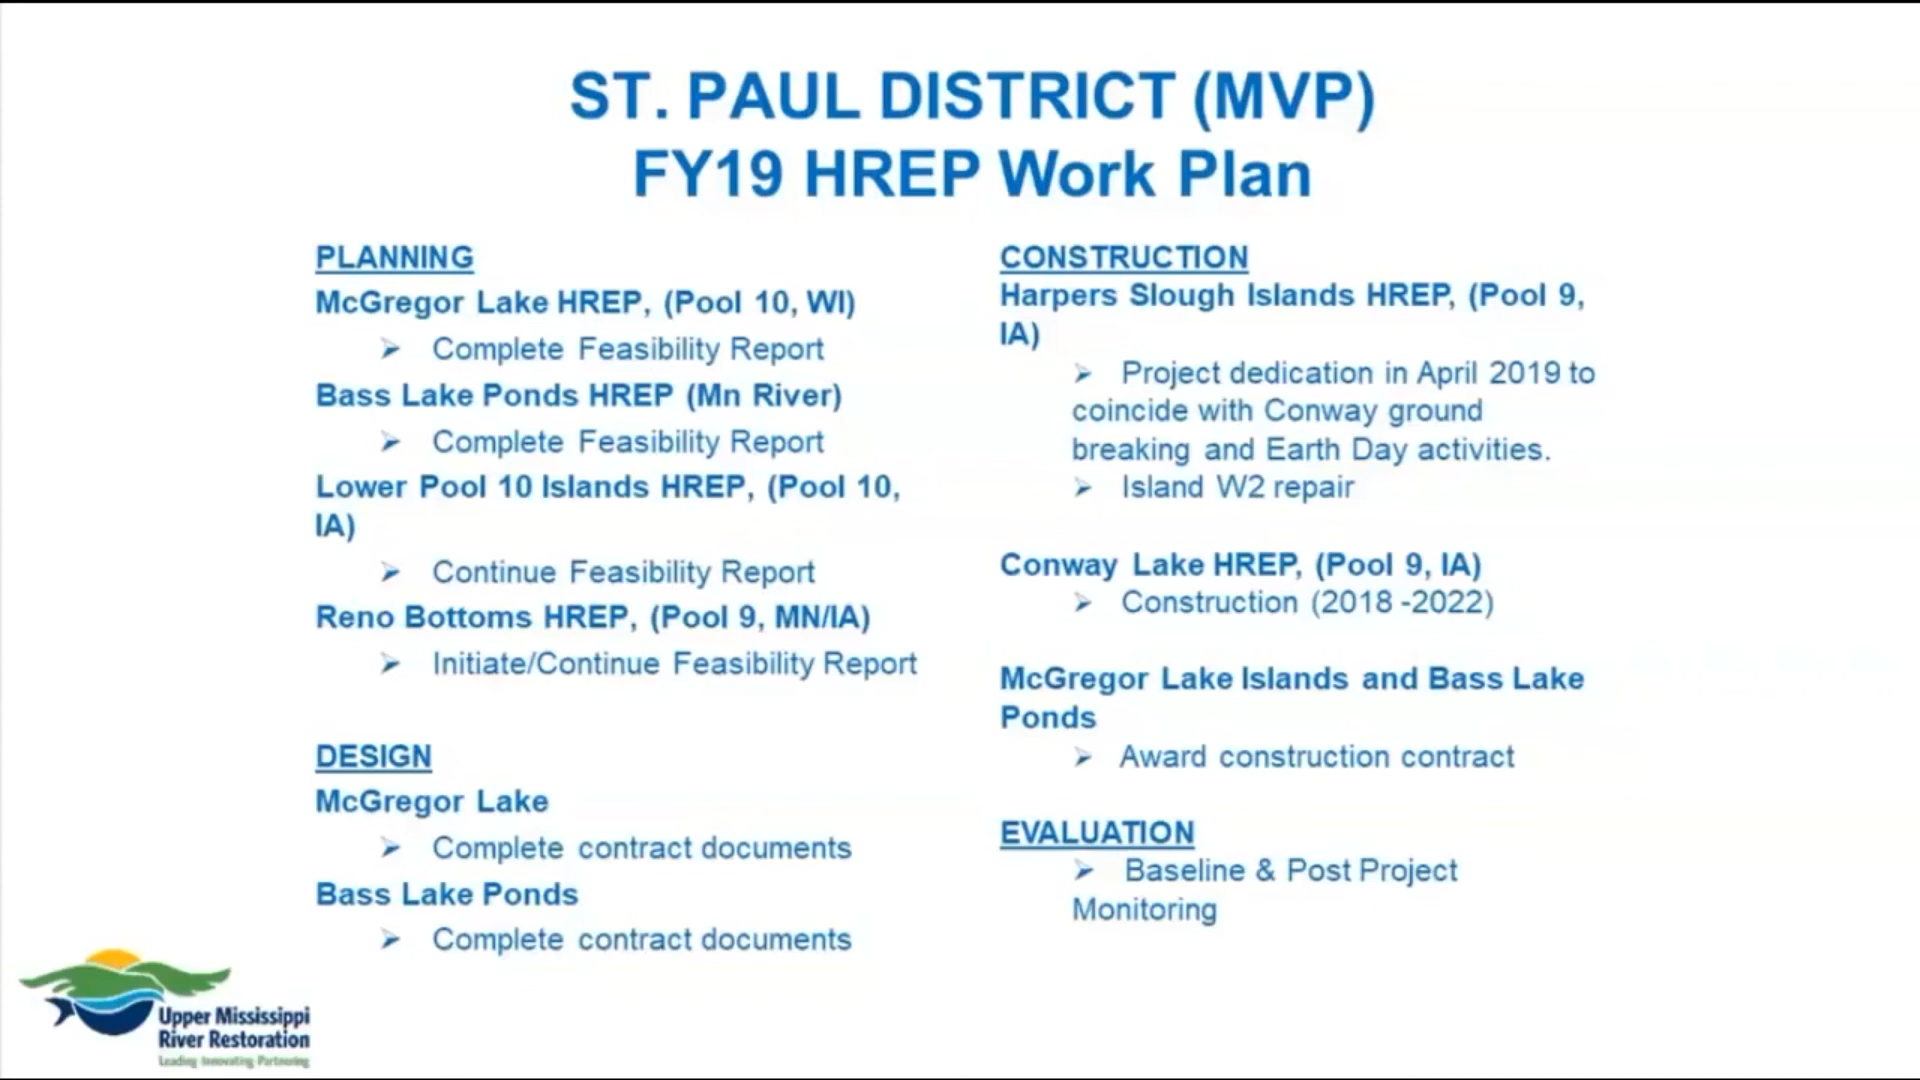 ST. PAUL DISTRICT (MVP)
FY19 HREP Work Plan
PLANNING
McGregor Lake HREP, (Pool 10, WI)
➢ Complete Feasibility Report
Bass Lake Ponds HREP (Mn River)
➢ Complete Feasibility Report
Lower Pool 10 Islands HREP, (Pool 10,
IA)
➢ Continue Feasibility Report
Reno Bottoms HREP, (Pool 9, MN/IA)
➢ Initiate/Continue Feasibility Report
DESIGN
McGregor Lake
➢ Complete contract documents
Bass Lake Ponds
➢ Complete contract documents
CONSTRUCTION
Harpers Slough Islands HREP, (Pool 9,
IA)
➢ Project dedication in April 2019 to
coincide with Conway ground
breaking and Earth Day activities.
➢ Island W2 repair
Conway Lake HREP, (Pool 9, IA)
➢ Construction (2018 -2022)
McGregor Lake Islands and Bass Lake
Ponds
➢ Award construction contract
EVALUATION
➢ Baseline & Post Project
Monitoring
Upper Mississippi
River Restoration
Leading Innovating Partnering